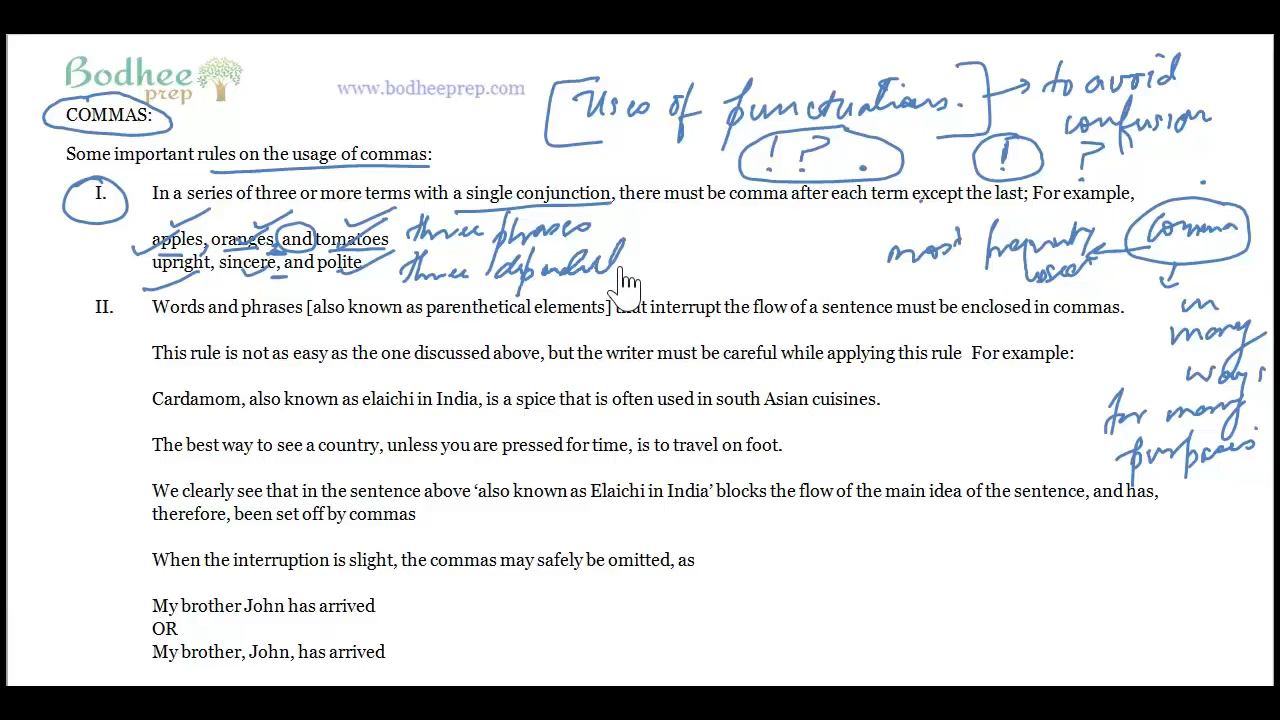 Bodhee
prep
www.bodheeprep.com
Uses of punctuations.
to avoid
confusion
COMMAS:
! ? .
! ?
Some important rules on the usage of commas:
I. In a series of three or more terms with a single conjunction, there must be comma after each term except the last; For example,
apples, oranges, and tomatoes
three phrases
upright, sincere, and polite
three
most frequently
used
Comma
in
many
ways
for many
purposes
II. Words and phrases [also known as parenthetical elements] that interrupt the flow of a sentence must be enclosed in commas.
This rule is not as easy as the one discussed above, but the writer must be careful while applying this rule For example:
Cardamom, also known as elaichi in India, is a spice that is often used in south Asian cuisines.
The best way to see a country, unless you are pressed for time, is to travel on foot.
We clearly see that in the sentence above ‘also known as Elaichi in India’ blocks the flow of the main idea of the sentence, and has,
therefore, been set off by commas
When the interruption is slight, the commas may safely be omitted, as
My brother John has arrived
OR
My brother, John, has arrived